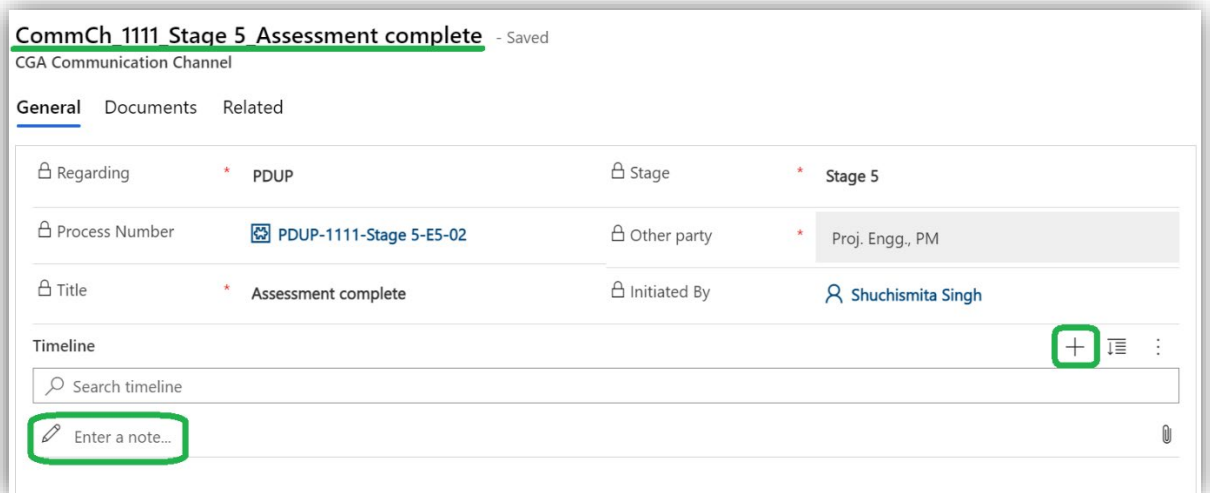 CommCh_1111_Stage 5_Assessment complete - Saved
CGA Communication Channel
General Documents Related
Regarding * PDUP Stage * Stage 5
Process Number PDUP-1111-Stage 5-E5-02 Other party * Proj. Engg., PM
Title * Assessment complete Initiated By Shuchismita Singh
Timeline
Search timeline
Enter a note...